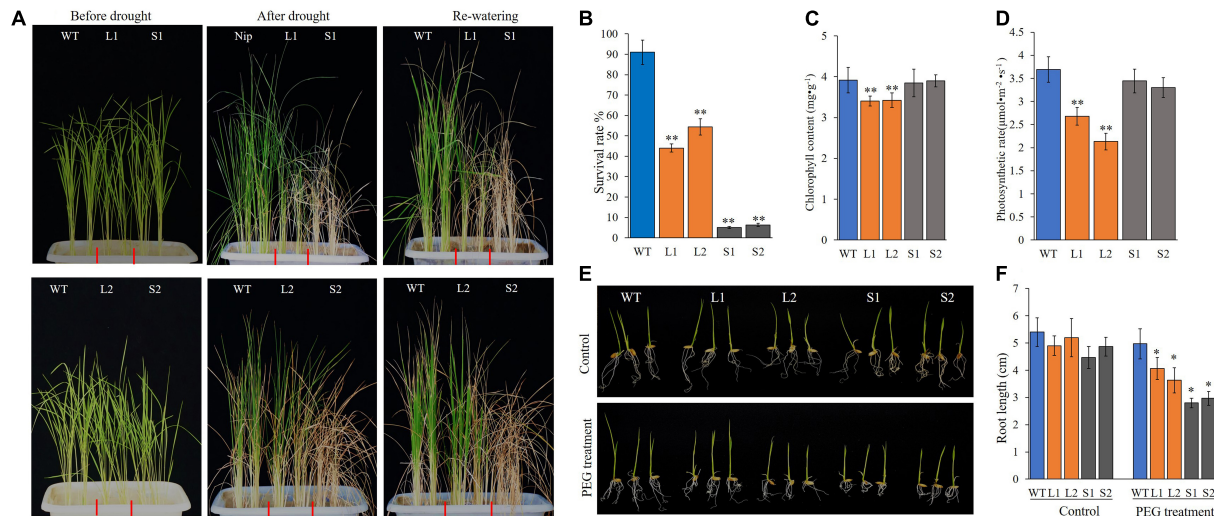 A
Before drought After drought Re-watering
WT L1 S1
Nip L1 S1
WT L1 S1
WT L2 S2
WT L2 S2
WT L2 S2
B
Survival rate %
100
90
80
70
60
50
40
30
20
10
0
**
**
**
**
WT L1 L2 S1 S2
C
Chlorophyll content (mg•g⁻¹)
5
4
3
2
1
0
** **
WT L1 L2 S1 S2
D
Photosynthetic rate(μmol•m⁻²•s⁻¹)
4.5
4
3.5
3
2.5
2
1.5
1
0.5
0
**
**
WT L1 L2 S1 S2
E
WT L1 L2 S1 S2
Control
PEG treatment
F
Root length (cm)
7
6
5
4
3
2
1
0
*
*
*
*
WT L1 L2 S1 S2 WT L1 L2 S1 S2
Control PEG treatment